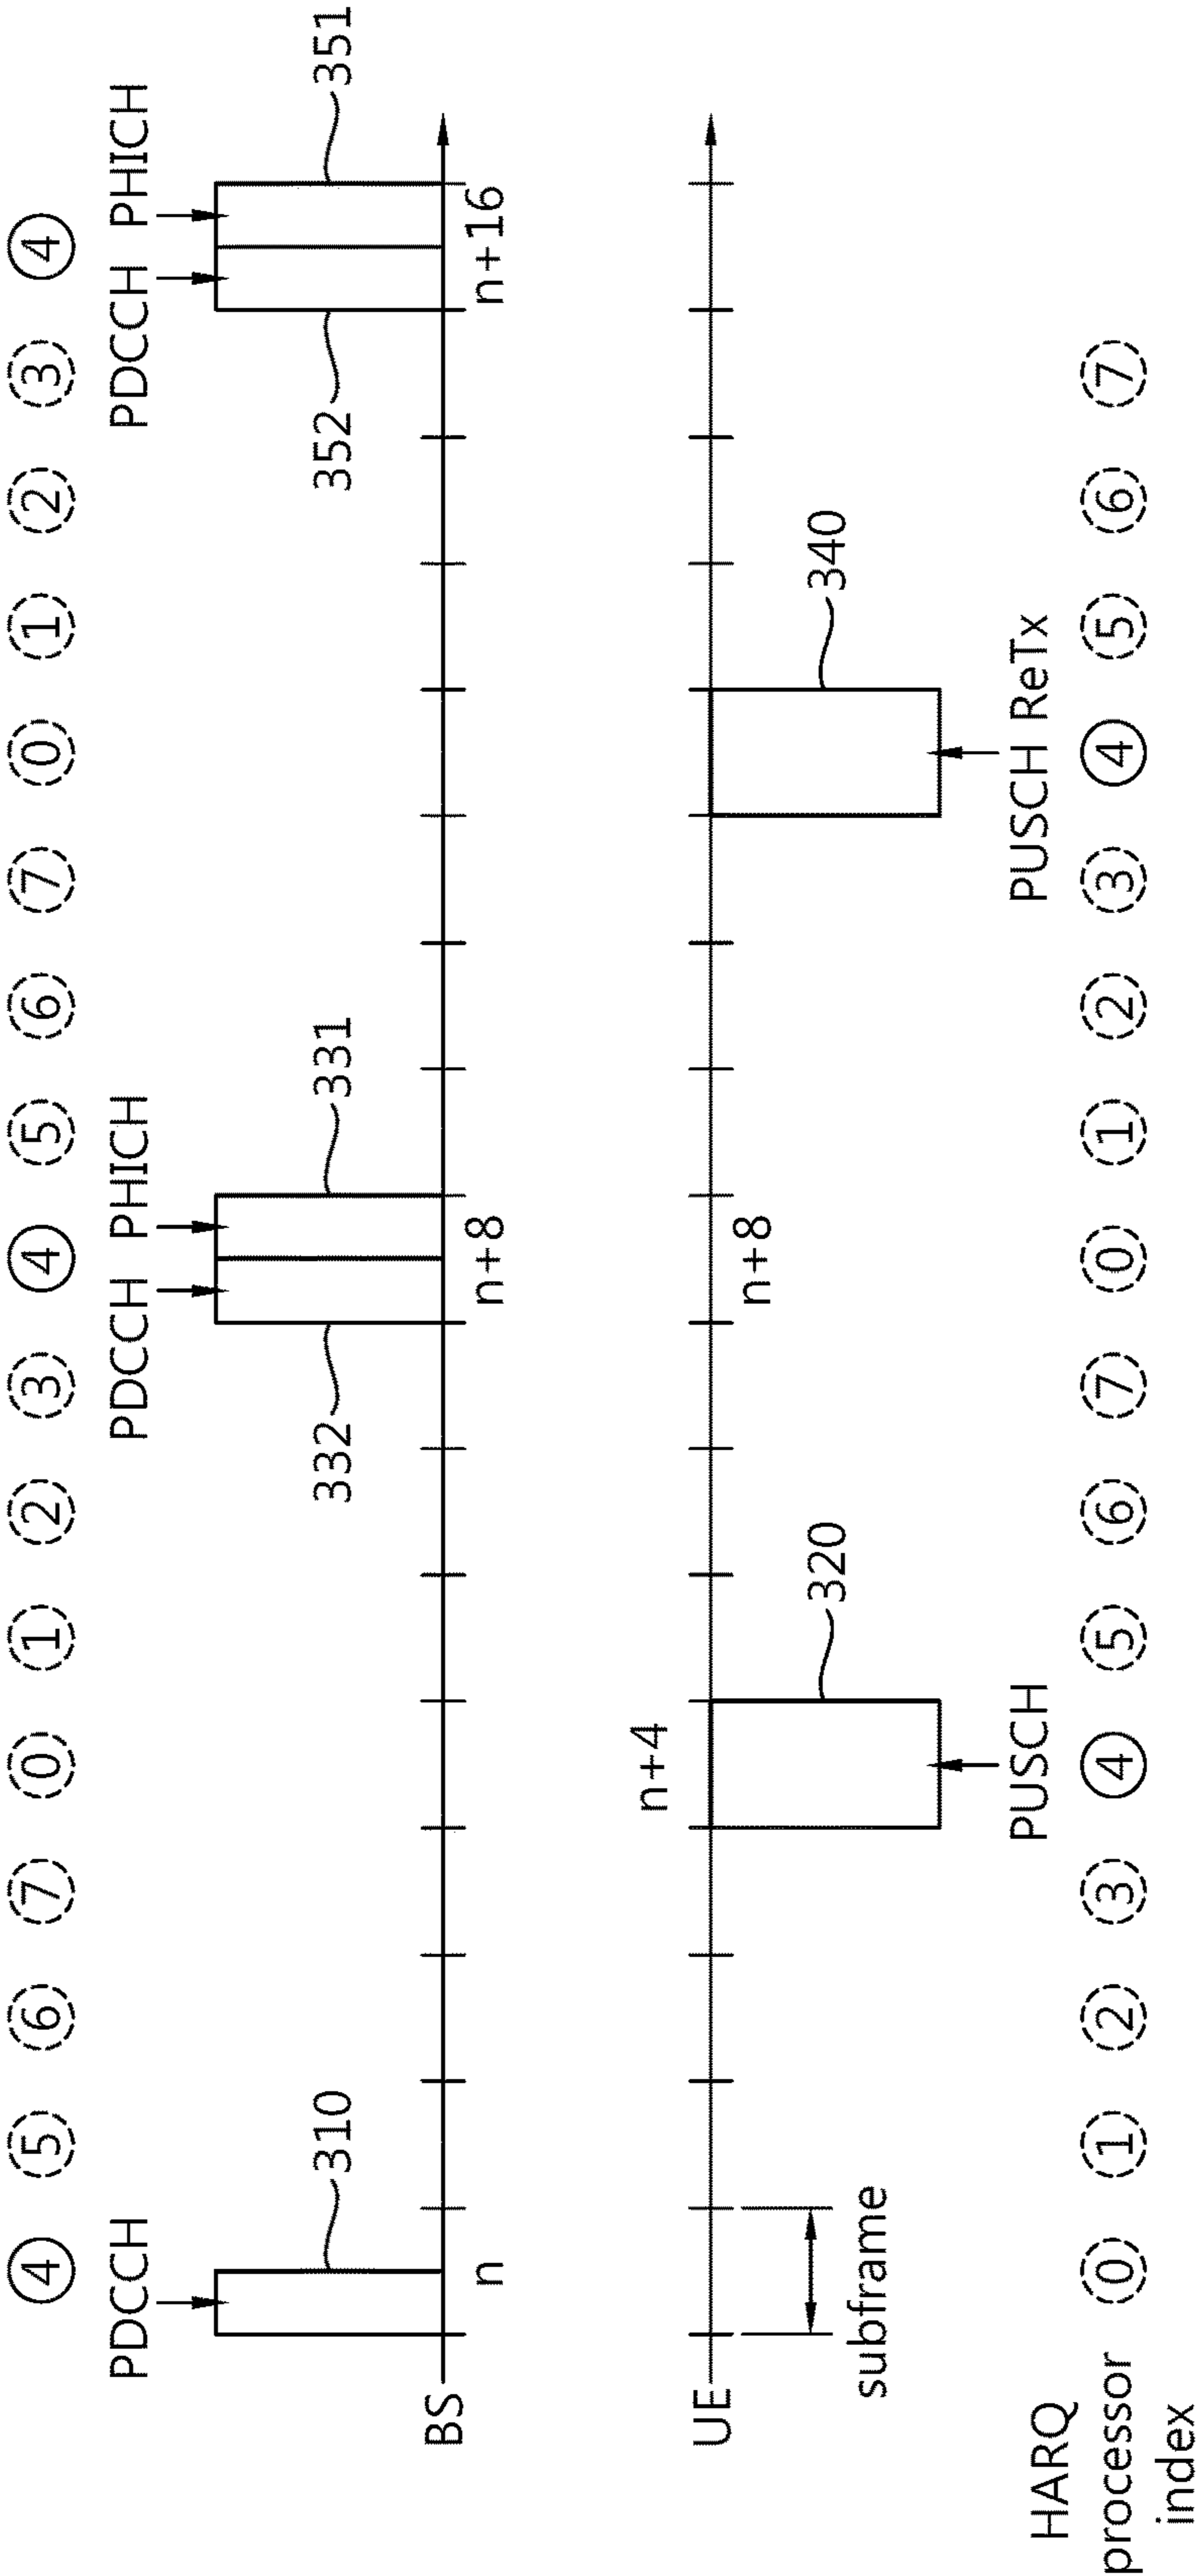 ④ ⑤ ⑥ ⑦ ⓪ ① ② ③ ④ ⑤ ⑥ ⑦ ⓪ ① ② ③ ④
PDCCH PDCCH PHICH PDCCH PHICH
310 332 331 352 351
BS
n n+8 n+16
n+4
UE
n+8
320 340
subframe
PUSCH PUSCH ReTx
HARQ
processor
index
⓪ ① ② ③ ④ ⑤ ⑥ ⑦ ⓪ ① ② ③ ④ ⑤ ⑥ ⑦